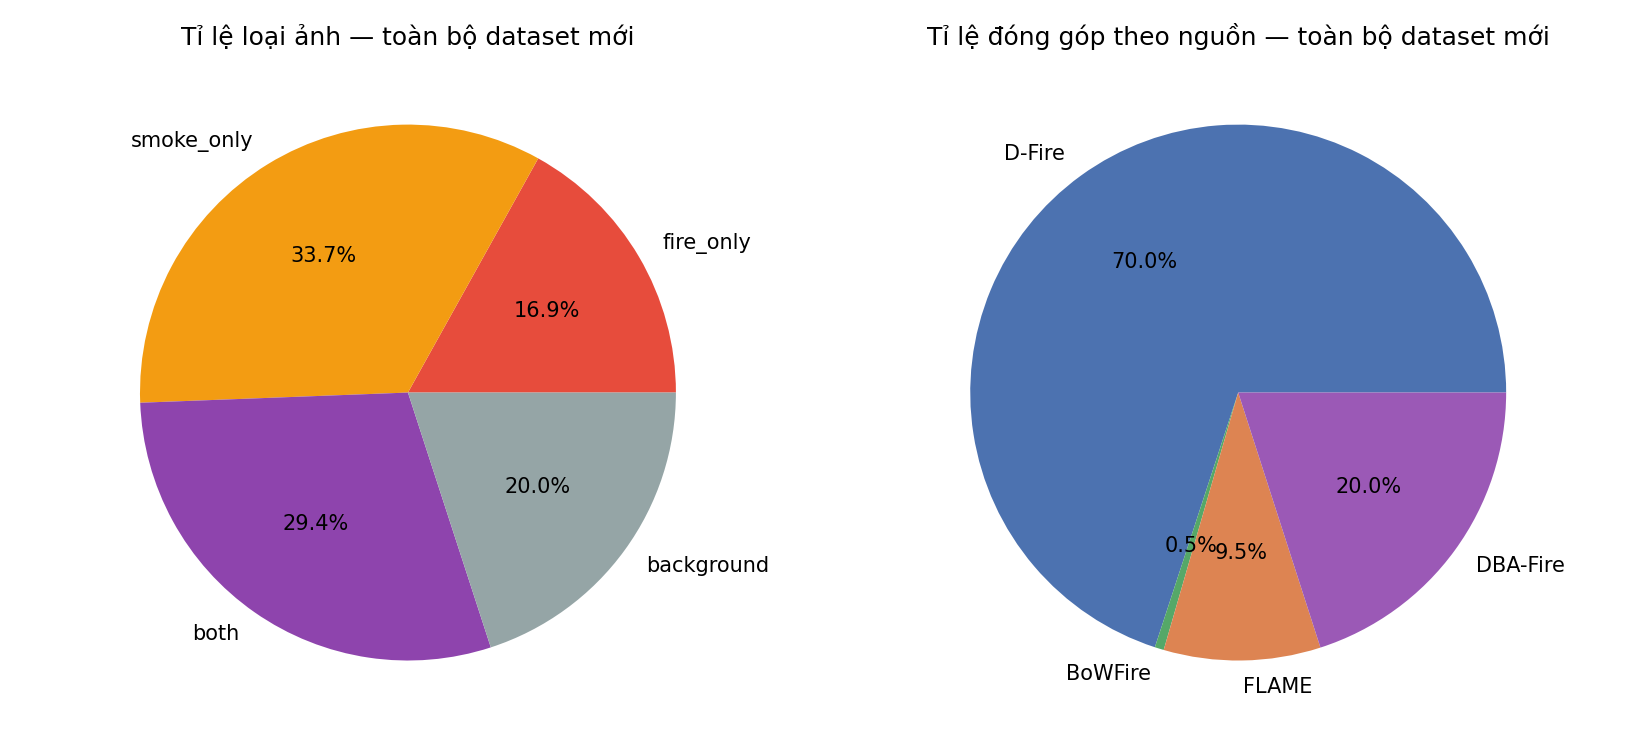 Tỉ lệ loại ảnh — toàn bộ dataset mới
smoke_only
fire_only
33.7%
16.9%
29.4%
20.0%
both
background
Tỉ lệ đóng góp theo nguồn — toàn bộ dataset mới
D-Fire
70.0%
20.0%
0.5%
9.5%
DBA-Fire
BoWFire
FLAME